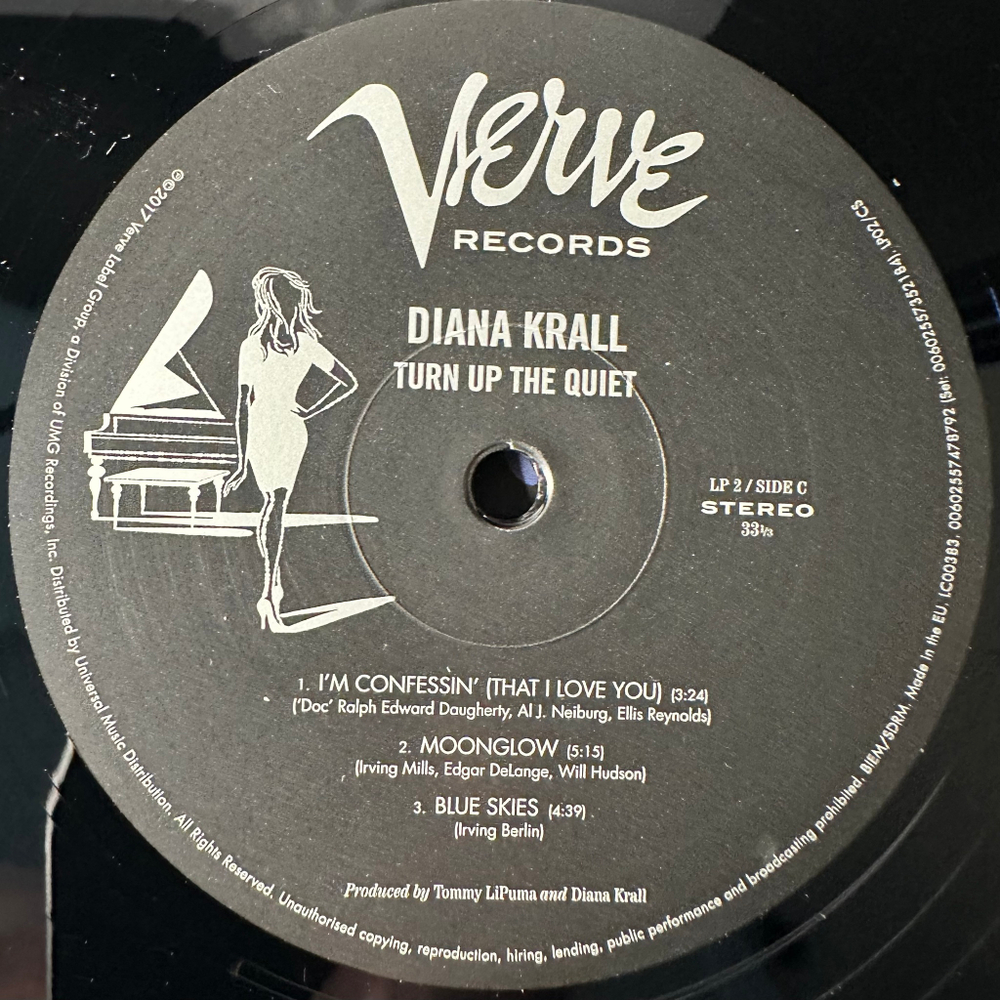 Verve
RECORDS
DIANA KRALL
TURN UP THE QUIET
LP 2 / SIDE C
STEREO
33⅓
1. I'M CONFESSIN' (THAT I LOVE YOU) (3:24)
('Doc' Ralph Edward Daugherty, Al J. Neiburg, Ellis Reynolds)
2. MOONGLOW (5:15)
(Irving Mills, Edgar DeLange, Will Hudson)
3. BLUE SKIES (4:39)
(Irving Berlin)
Produced by Tommy LiPuma and Diana Krall
℗©2017 Verve Label Group, a Division of UMG Recordings, Inc. Distributed by Universal Music Distribution. All Rights Reserved. Unauthorised copying, reproduction, hiring, lending, public performance and broadcasting prohibited. BIEM/SDRM. Made in the EU. LC00383. 00602557478792 (Set: 00602557352184). LP02/CS